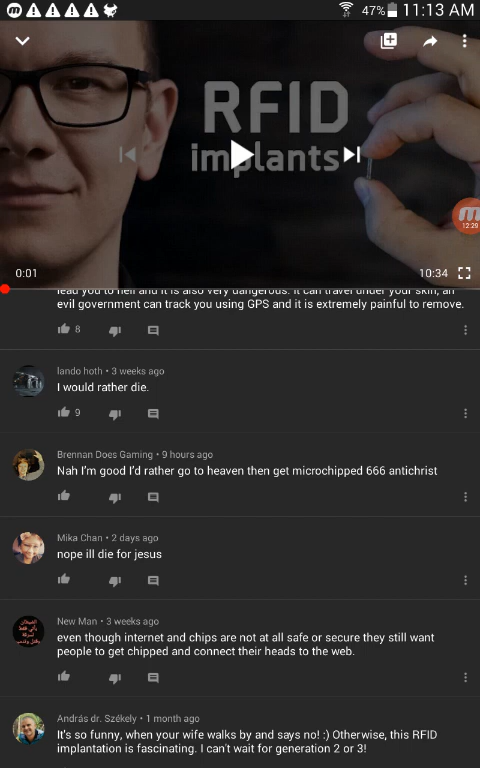 47% 11:13 AM
RFID
implants
12:29
0:01
10:34
lead you to hell and it is also very dangerous. It can travel under your skin, an
evil government can track you using GPS and it is extremely painful to remove.
8
lando hoth • 3 weeks ago
I would rather die.
9
Brennan Does Gaming • 9 hours ago
Nah I'm good I'd rather go to heaven then get microchipped 666 antichrist
Mika Chan • 2 days ago
nope ill die for jesus
New Man • 3 weeks ago
even though internet and chips are not at all safe or secure they still want
people to get chipped and connect their heads to the web.
András dr. Székely • 1 month ago
It's so funny, when your wife walks by and says no! :) Otherwise, this RFID
implantation is fascinating. I can't wait for generation 2 or 3!